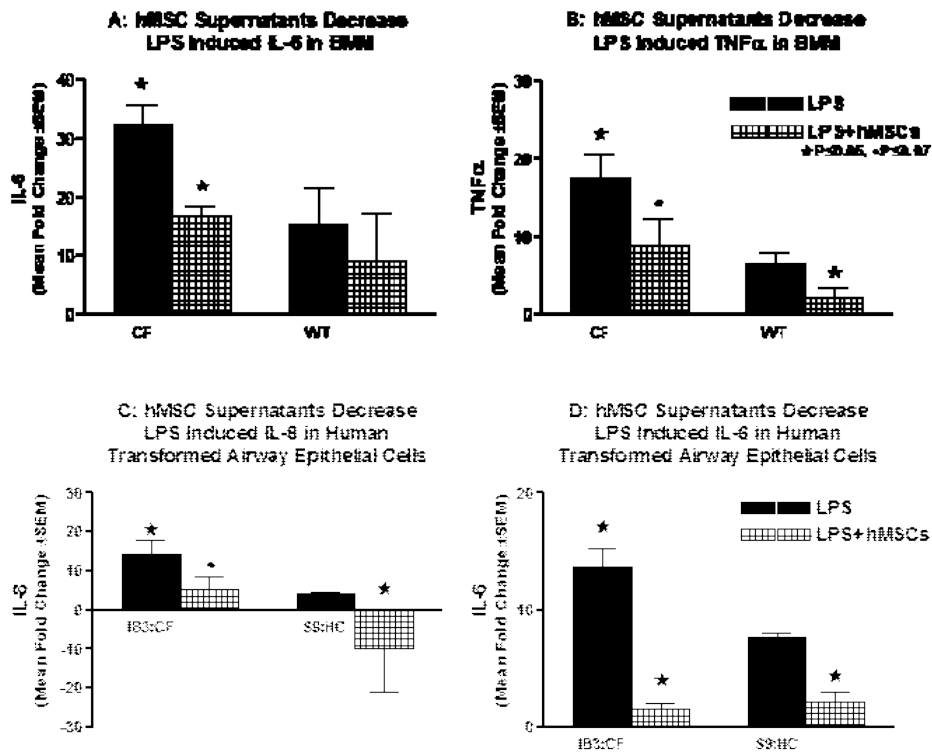 A: hMSC Supernatants Decrease
LPS Induced IL-6 in BMM
IL-6
(Mean Fold Change ±SEM)
40
30
20
10
0
★
★
CF
WT
B: hMSC Supernatants Decrease
LPS Induced TNFα in BMM
TNFα
(Mean Fold Change ±SEM)
30
20
10
0
★
•
★
LPS
LPS+hMSCs
CF
WT
C: hMSC Supernatants Decrease
LPS Induced IL-8 in Human
Transformed Airway Epithelial Cells
(Mean Fold Change ±SEM)
30
20
10
0
-10
-20
-30
★
•
★
IB3:CF
S9:HC
D: hMSC Supernatants Decrease
LPS Induced IL-6 in Human
Transformed Airway Epithelial Cells
IL-6
(Mean Fold Change ±SEM)
20
10
0
★
★
★
LPS
LPS+hMSCs
IB3:CF
S9:HC